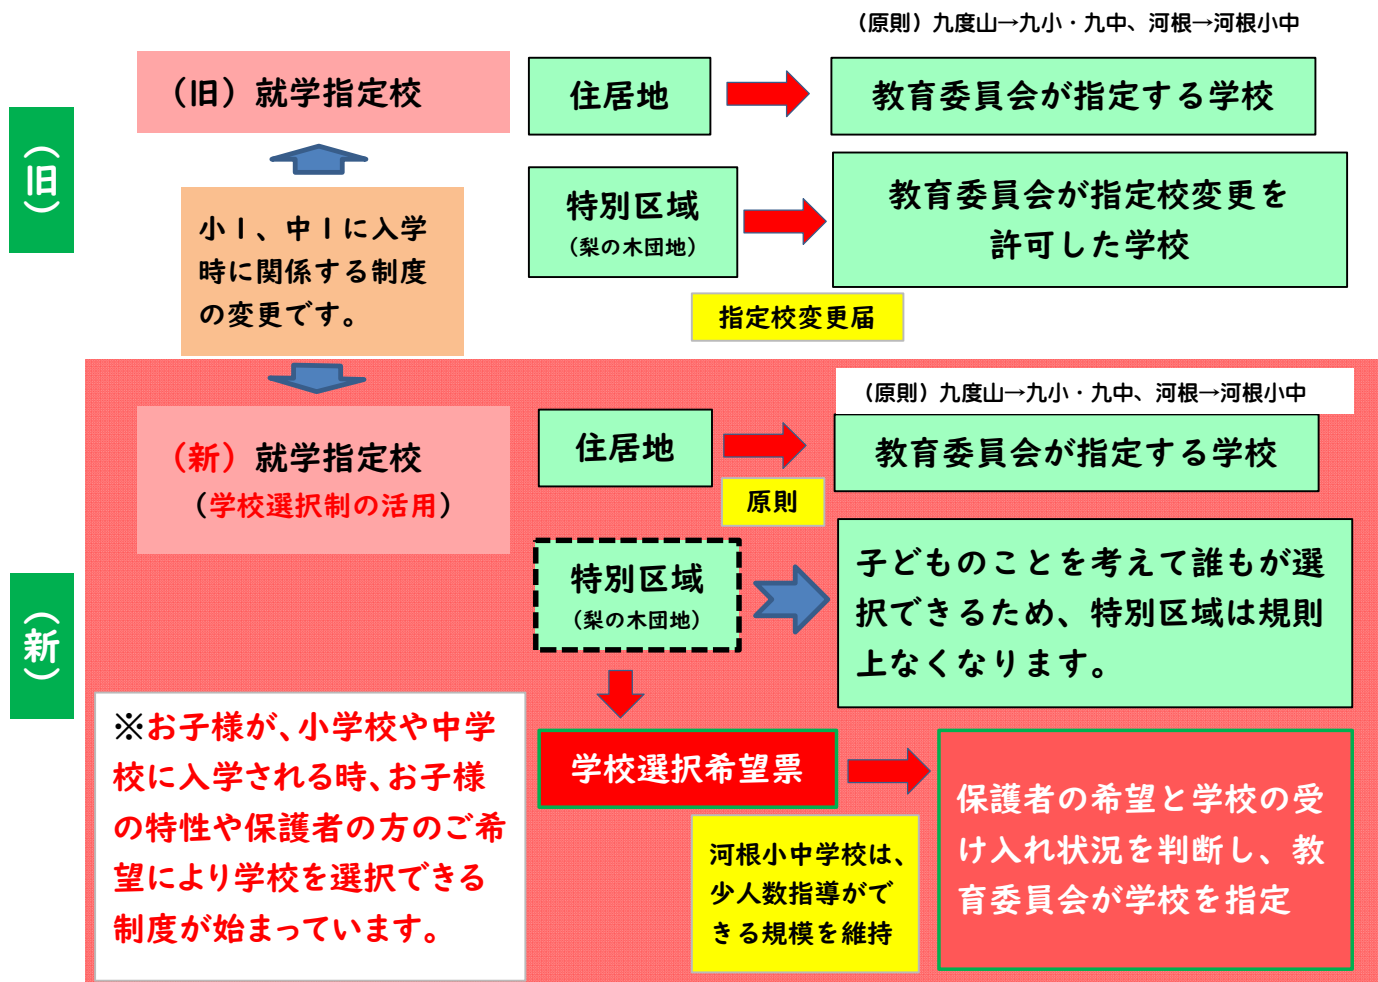 （原則）九度山→九小・九中、河根→河根小中
（旧）
（旧）就学指定校
住居地
教育委員会が指定する学校
特別区域
（梨の木団地）
教育委員会が指定校変更を
許可した学校
小１、中１に入学
時に関係する制度
の変更です。
指定校変更届
（新）
（原則）九度山→九小・九中、河根→河根小中
（新）就学指定校
（学校選択制の活用）
住居地
教育委員会が指定する学校
原則
特別区域
（梨の木団地）
子どものことを考えて誰もが選
択できるため、特別区域は規則
上なくなります。
※お子様が、小学校や中学
校に入学される時、お子様
の特性や保護者の方のご希
望により学校を選択できる
制度が始まっています。
学校選択希望票
河根小中学校は、
少人数指導がで
きる規模を維持
保護者の希望と学校の受
け入れ状況を判断し、教
育委員会が学校を指定